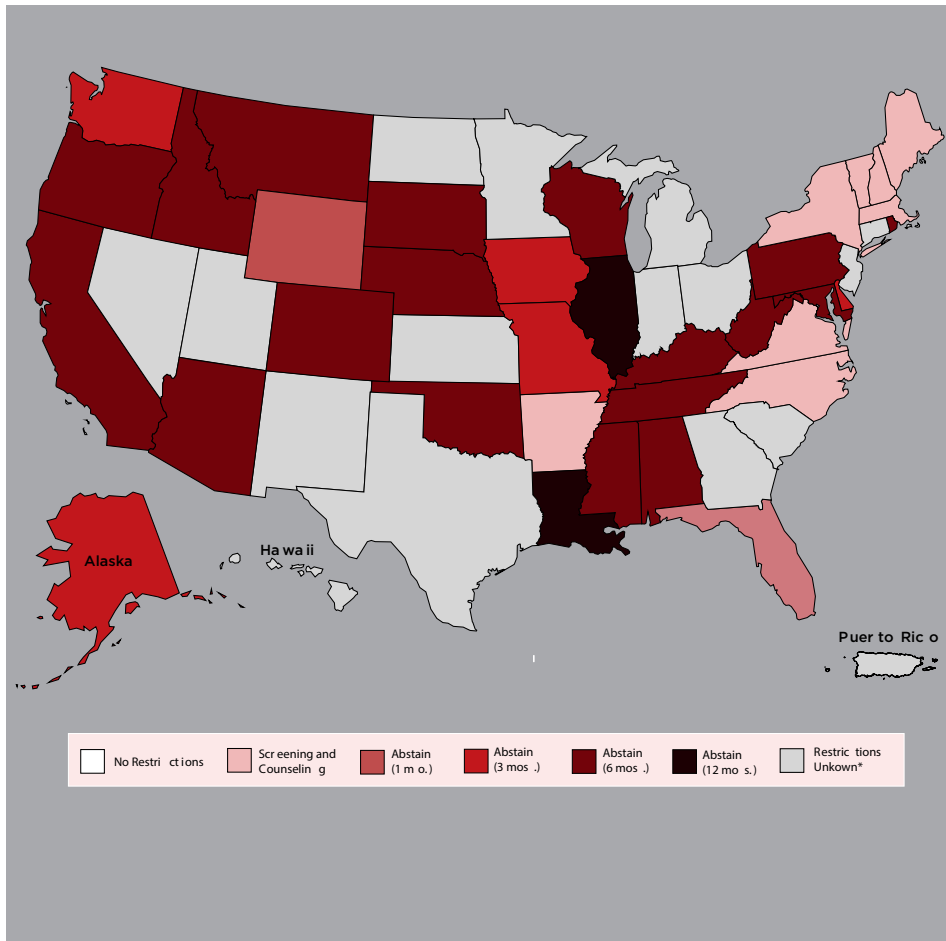 Alaska
Ha wa ii
Puer to Ric o
No Restri ct ions
Scr eening and
Counselin g
Abstain
(1 m o.)
Abstain
(3 mos .)
Abstain
(6 mos .)
Abstain
(12 mo s.)
Restric tions
Unkown*